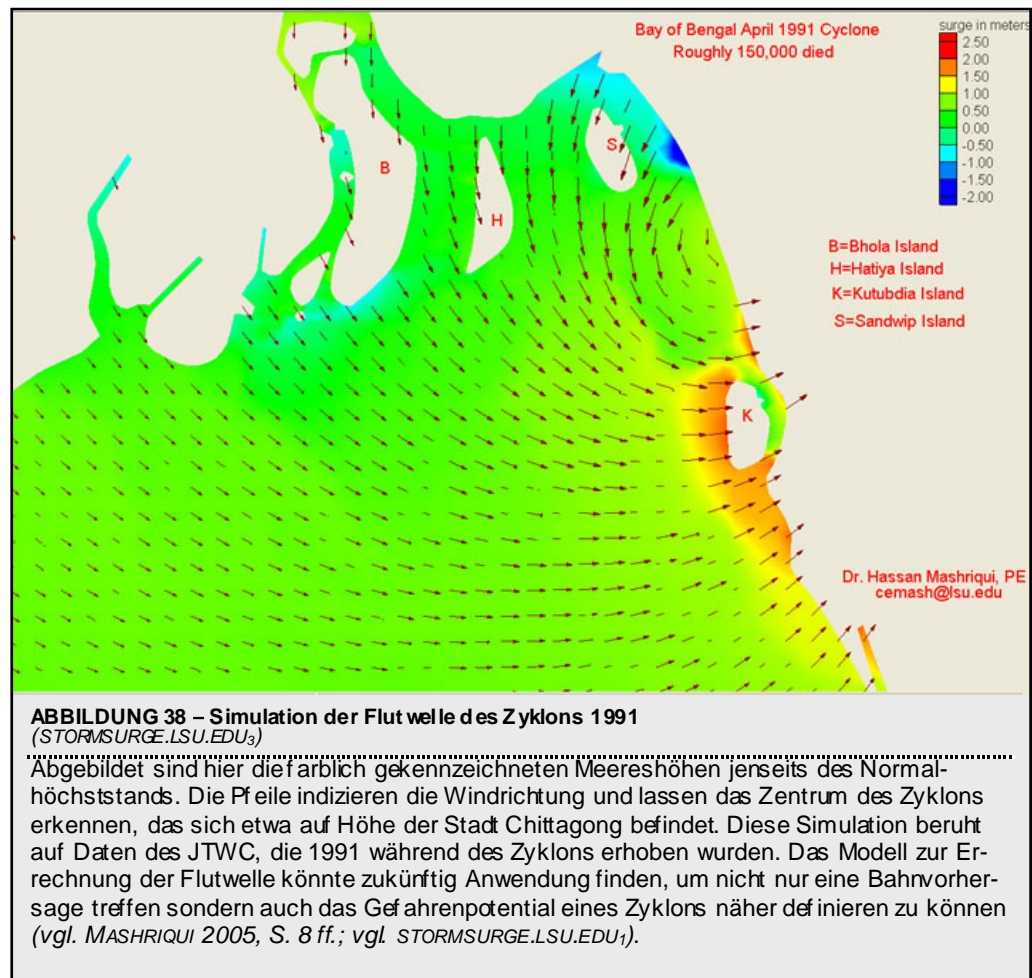 Bay of Bengal April 1991 Cyclone
Roughly 150,000 died
surge in meters
2.50
2.00
1.50
1.00
0.50
0.00
-0.50
-1.00
-1.50
-2.00
S
B
H
B=Bhola Island
H=Hatiya Island
K=Kutubdia Island
S=Sandwip Island
K
Dr. Hassan Mashriqui, PE
cemash@lsu.edu
ABBILDUNG 38 – Simulation der Flutwelle des Zyklons 1991
(STORMSURGE.LSU.EDU₃)
Abgebildet sind hier die farblich gekennzeichneten Meereshöhen jenseits des Normal-
höchststands. Die Pfeile indizieren die Windrichtung und lassen das Zentrum des Zyklons
erkennen, das sich etwa auf Höhe der Stadt Chittagong befindet. Diese Simulation beruht
auf Daten des JTWC, die 1991 während des Zyklons erhoben wurden. Das Modell zur Er-
rechnung der Flutwelle könnte zukünftig Anwendung finden, um nicht nur eine Bahnvorher-
sage treffen sondern auch das Gefahrenpotential eines Zyklons näher definieren zu können
(vgl. MASHRIQUI 2005, S. 8 ff.; vgl. STORMSURGE.LSU.EDU₁).